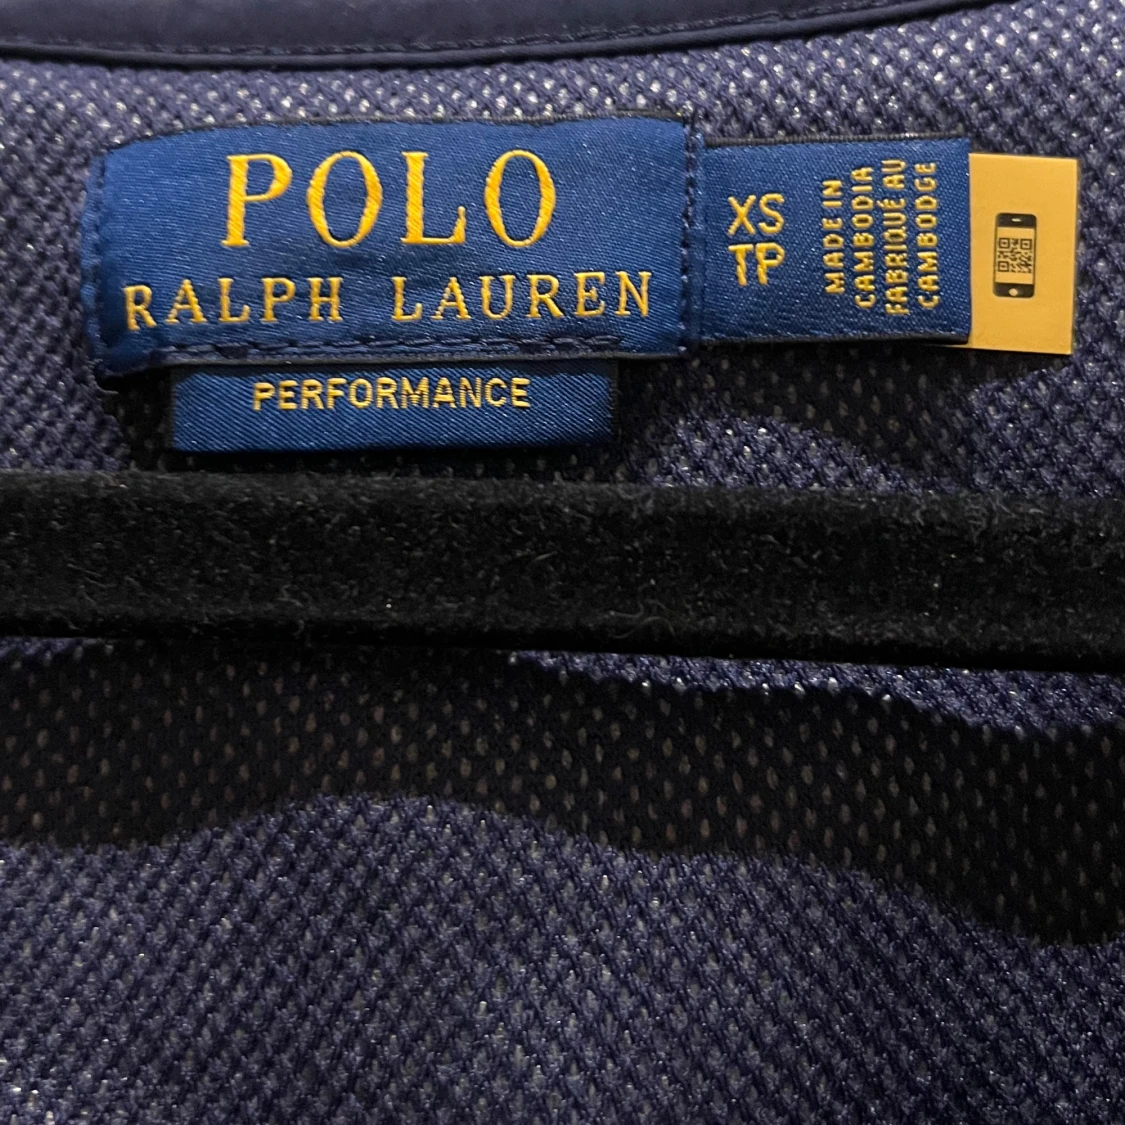 POLO
RALPH LAUREN
PERFORMANCE
XS
TP
MADE IN
CAMBODIA
FABRIQUÉ AU
CAMBODGE